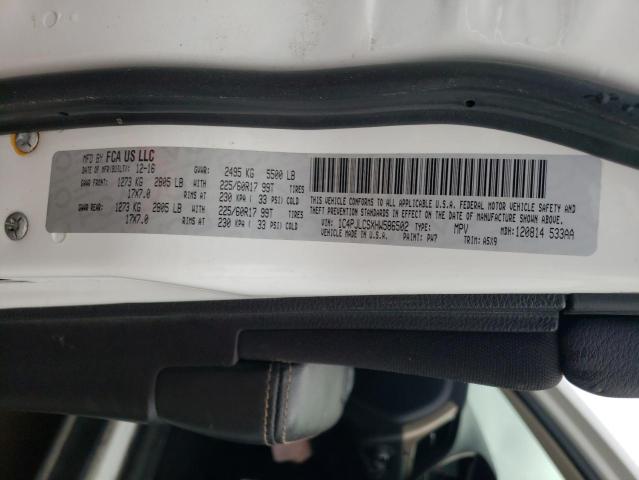 MFD BY FCA US LLC
DATE OF MFR(BUILT): 12-16 GVWR: 2495 KG 5500 LB
GAWR FRONT: 1273 KG 2805 LB WITH 225/60R17 99T TIRES
17X7.0 RIMS AT 230 KPA ( 33 PSI) COLD
GAWR REAR: 1273 KG 2805 LB WITH 225/60R17 99T TIRES
17X7.0 RIMS AT 230 KPA ( 33 PSI) COLD
THIS VEHICLE CONFORMS TO ALL APPLICABLE U.S.A. FEDERAL MOTOR VEHICLE SAFETY, BUMPER AND
THEFT PREVENTION STANDARDS IN EFFECT ON THE DATE OF MANUFACTURE SHOWN ABOVE.
VIN: 1C4PJLCSXHW586502 TYPE: MPV MDH: 120814 533AA
VEHICLE MADE IN: U.S.A. PAINT: PW7 TRIM: A5X9